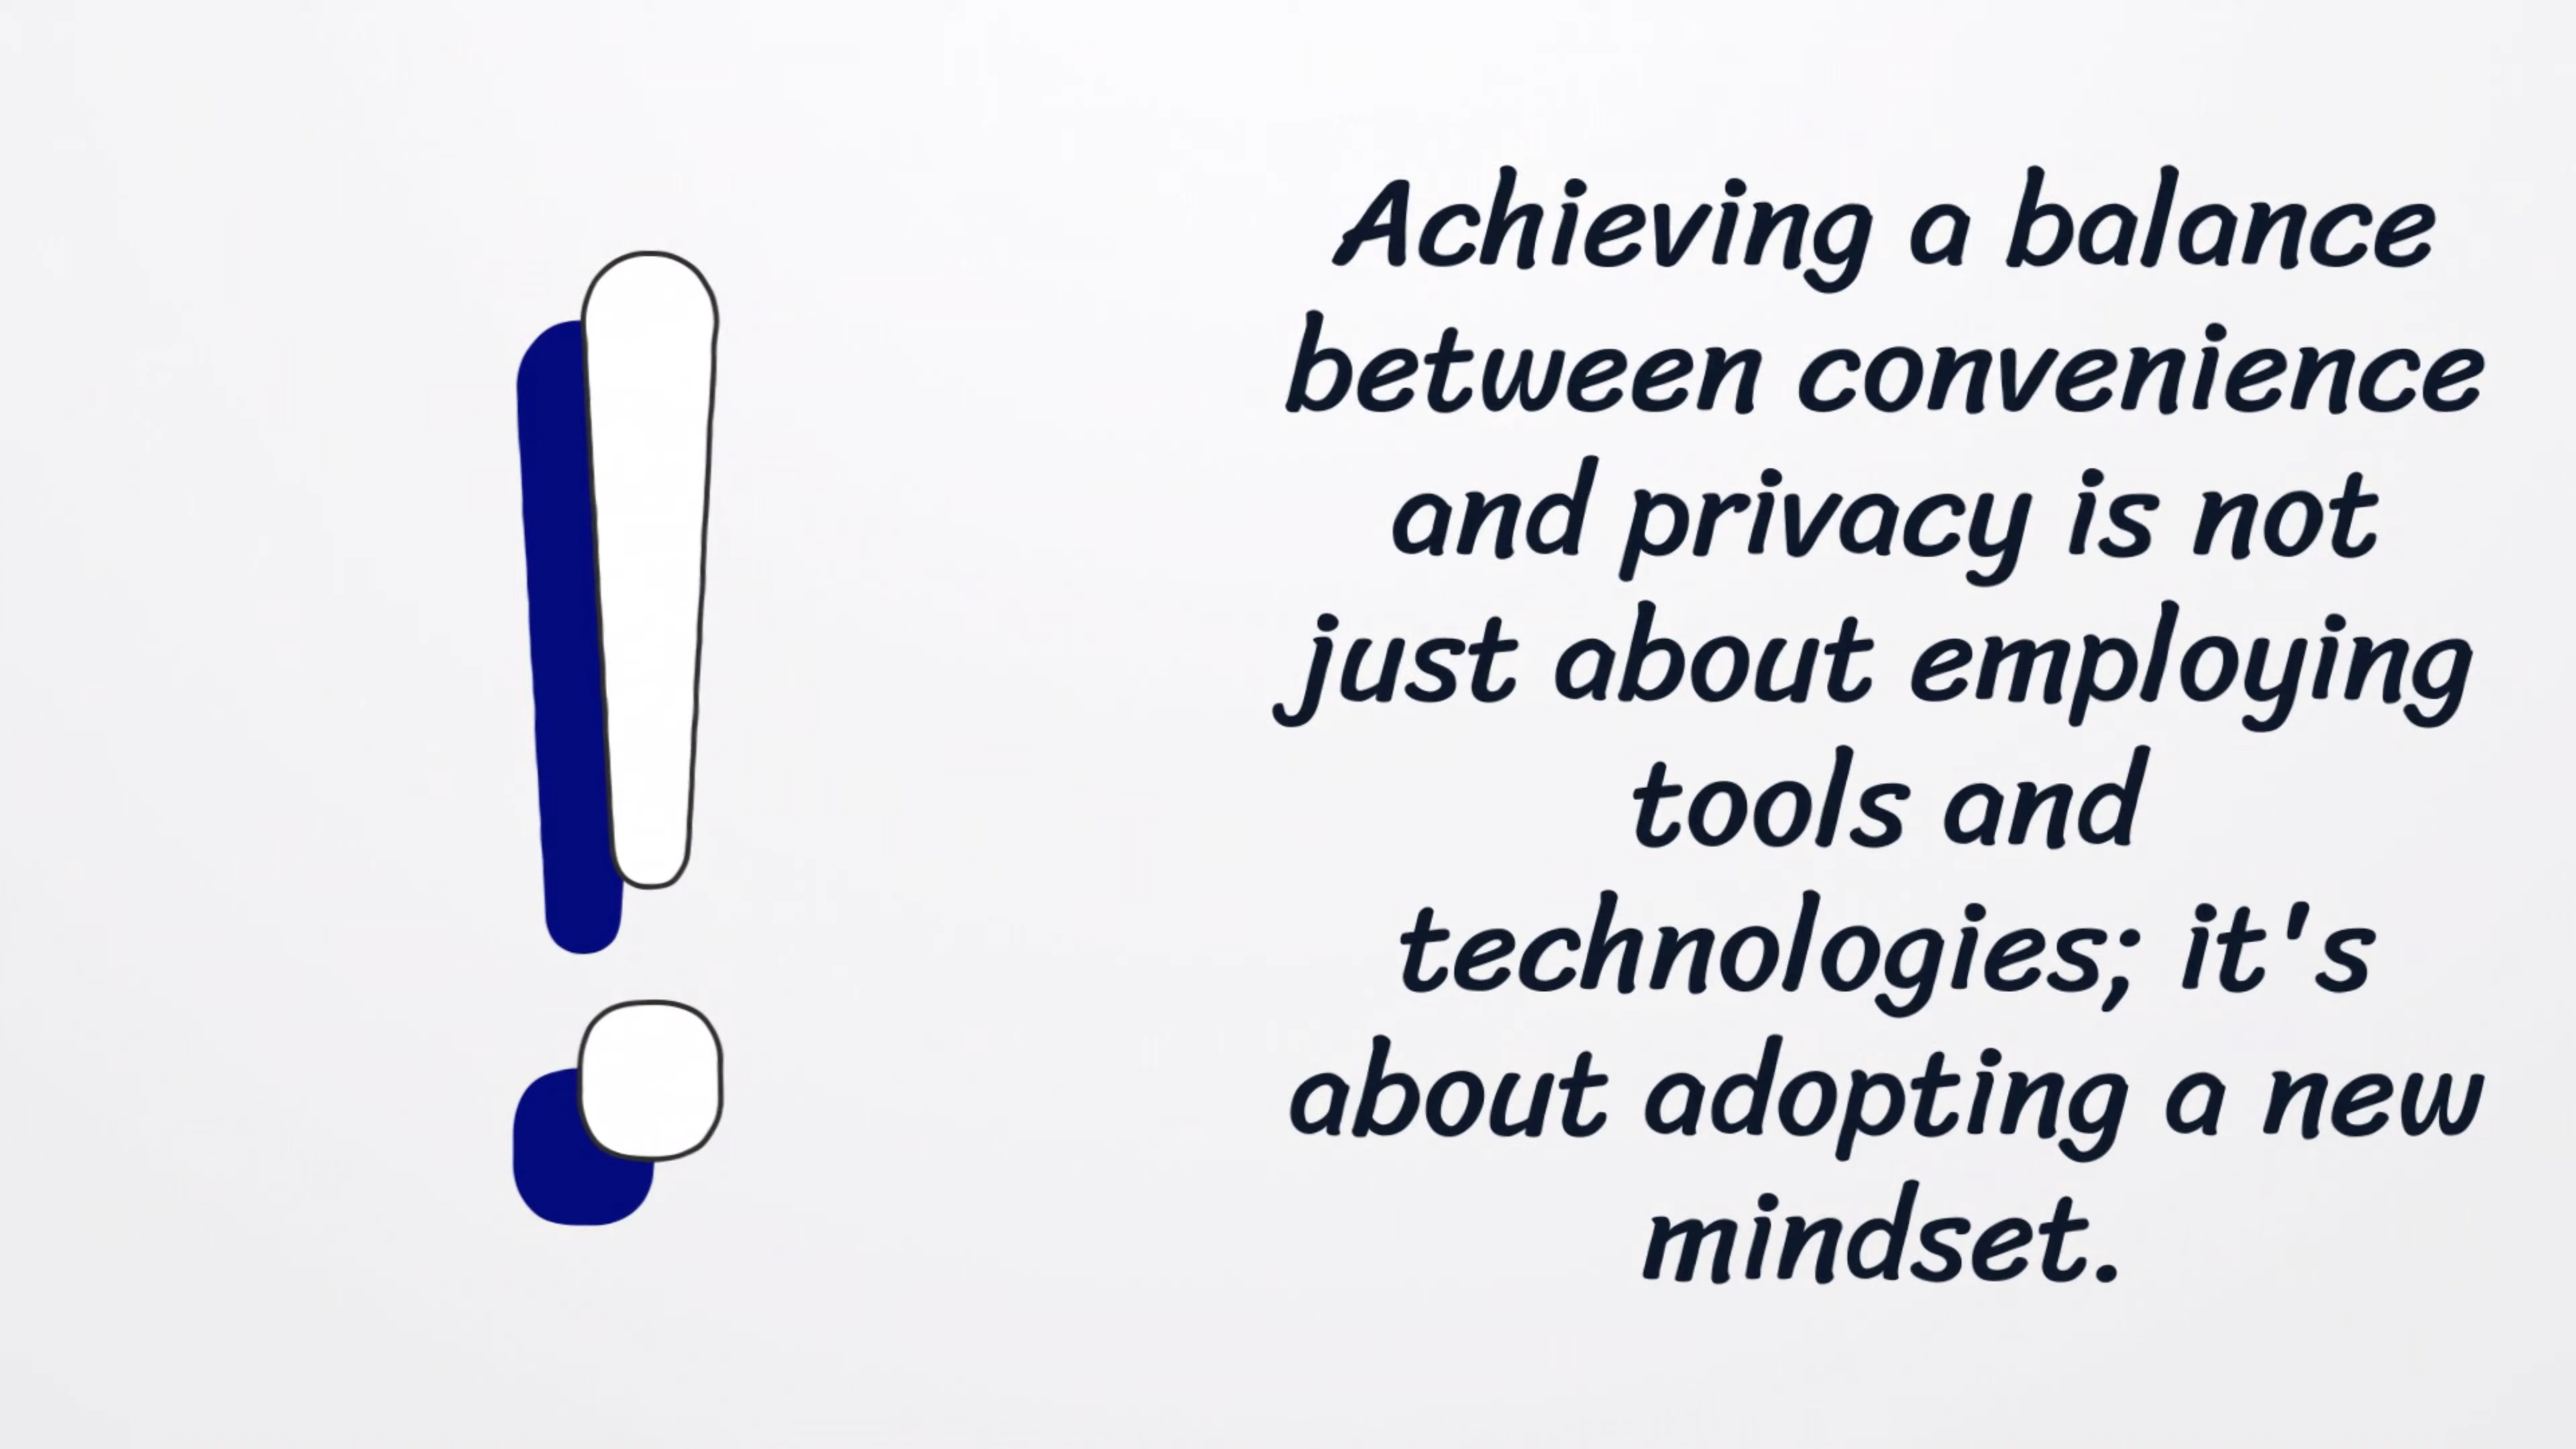 Achieving a balance
between convenience
and privacy is not
just about employing
tools and
technologies; it's
about adopting a new
mindset.